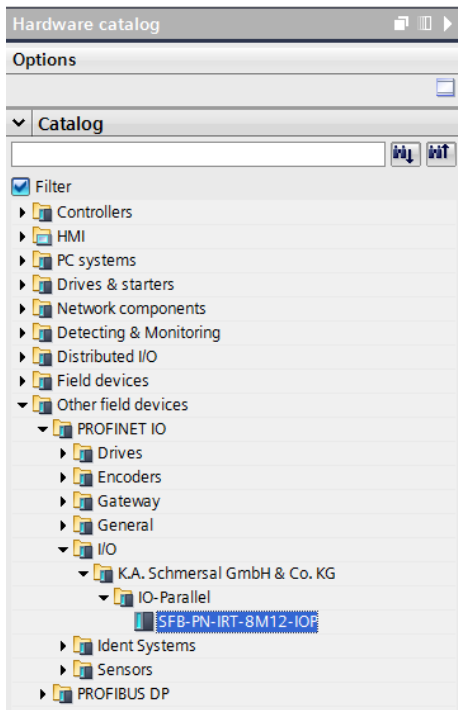 Hardware catalog
Options
Catalog
Filter
Controllers
HMI
PC systems
Drives & starters
Network components
Detecting & Monitoring
Distributed I/O
Field devices
Other field devices
PROFINET IO
Drives
Encoders
Gateway
General
I/O
K.A. Schmersal GmbH & Co. KG
IO-Parallel
SFB-PN-IRT-8M12-IOP
Ident Systems
Sensors
PROFIBUS DP